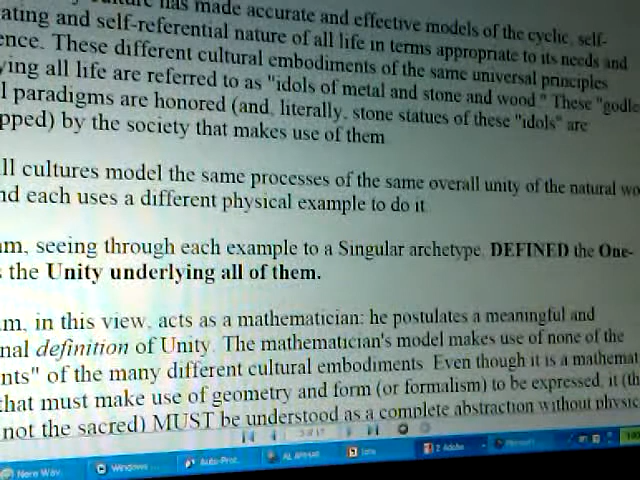 has made accurate and effective models of the cyclic, self-
ating and self-referential nature of all life in terms appropriate to its needs and
ence. These different cultural embodiments of the same universal principles
ying all life are referred to as "idols of metal and stone and wood." These "godle
l paradigms are honored (and, literally, stone statues of these "idols" are
pped) by the society that makes use of them
ll cultures model the same processes of the same overall unity of the natural wo
nd each uses a different physical example to do it
am, seeing through each example to a Singular archetype, DEFINED the One-
s the Unity underlying all of them.
m, in this view, acts as a mathematician: he postulates a meaningful and
nal definition of Unity. The mathematician's model makes use of none of the
nts" of the many different cultural embodiments. Even though it is a mathemat
that must make use of geometry and form (or formalism) to be expressed, it (th
not the sacred) MUST be understood as a complete abstraction without physic
Nero Wav..
Windows ...
Auto-Prot..
2 Adobe